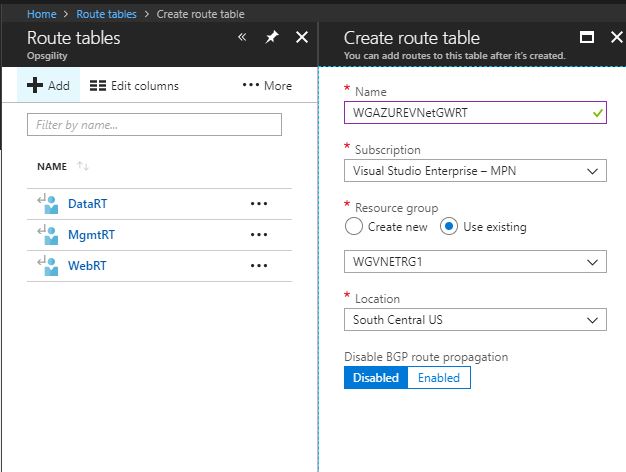 Home > Route tables > Create route table
Route tables
Opsgility
Add
Edit columns
More
Filter by name...
NAME
DataRT
MgmtRT
WebRT
Create route table
You can add routes to this table after it's created.
* Name
WGAZUREVNetGWRT
* Subscription
Visual Studio Enterprise – MPN
* Resource group
Create new Use existing
WGVNETRG1
* Location
South Central US
Disable BGP route propagation
Disabled Enabled